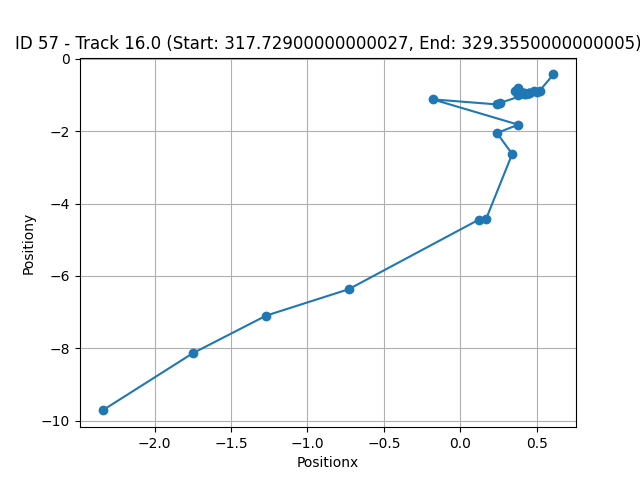 ID 57 - Track 16.0 (Start: 317.72900000000027, End: 329.3550000000005)
0
−2
−4
−6
−8
−10
Positiony
−2.0 −1.5 −1.0 −0.5 0.0 0.5
Positionx